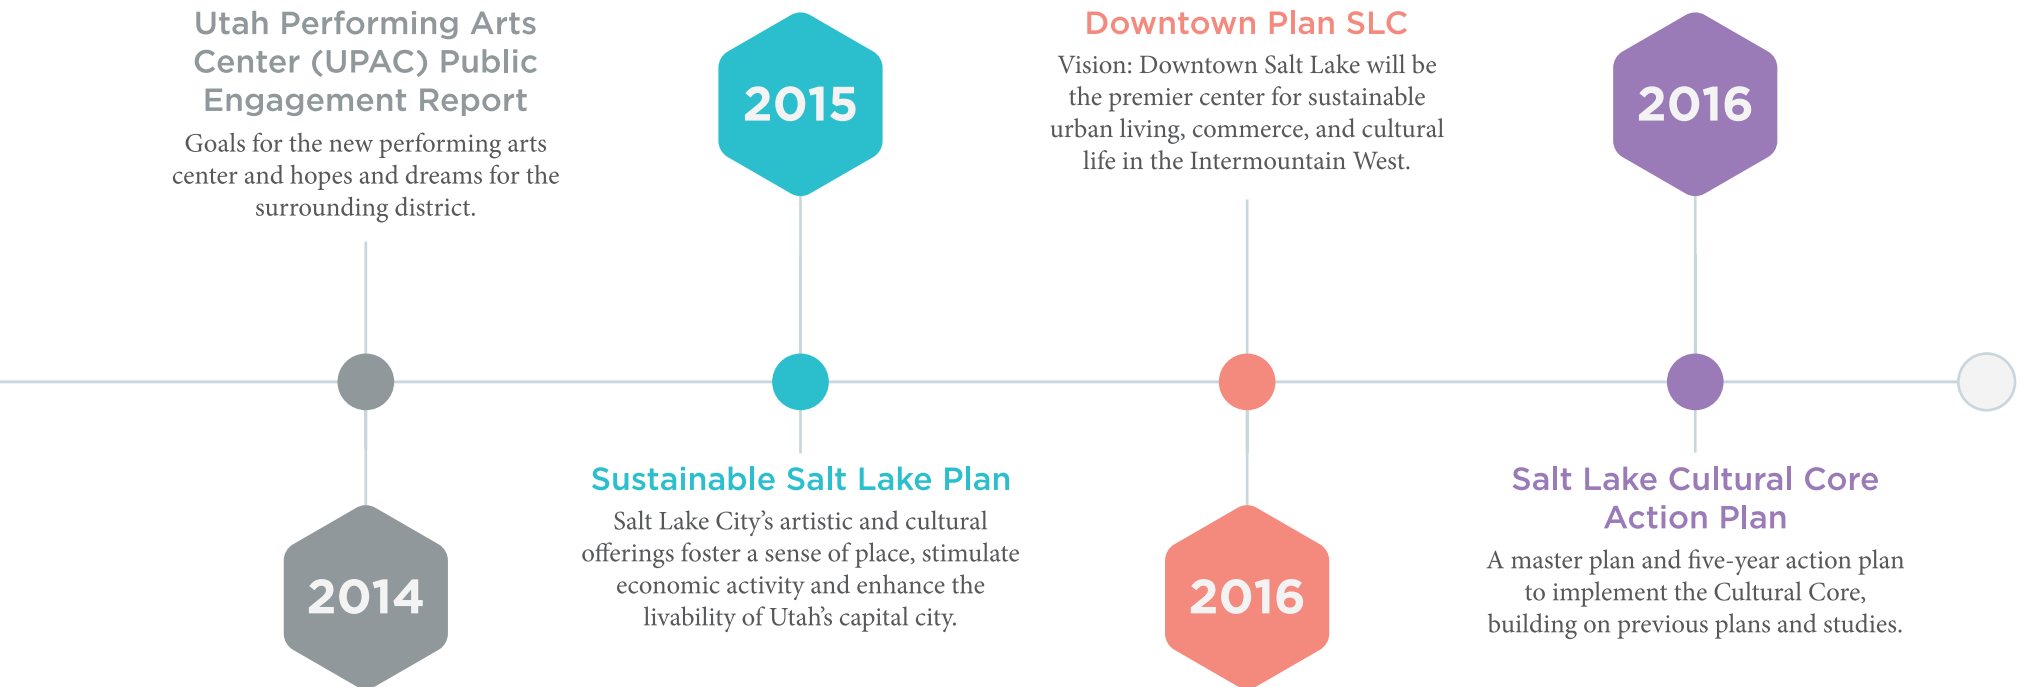 Utah Performing Arts
Center (UPAC) Public
Engagement Report
Goals for the new performing arts
center and hopes and dreams for the
surrounding district.
2014
2015
Sustainable Salt Lake Plan
Salt Lake City’s artistic and cultural
offerings foster a sense of place, stimulate
economic activity and enhance the
livability of Utah’s capital city.
Downtown Plan SLC
Vision: Downtown Salt Lake will be
the premier center for sustainable
urban living, commerce, and cultural
life in the Intermountain West.
2016
2016
Salt Lake Cultural Core
Action Plan
A master plan and five-year action plan
to implement the Cultural Core,
building on previous plans and studies.